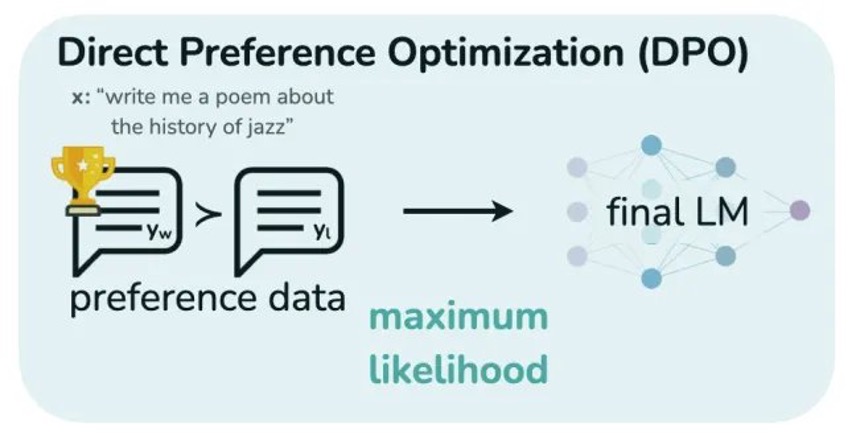 Direct Preference Optimization (DPO)
x: “write me a poem about
the history of jazz”
y_w ≻ y_l
preference data
maximum
likelihood
final LM